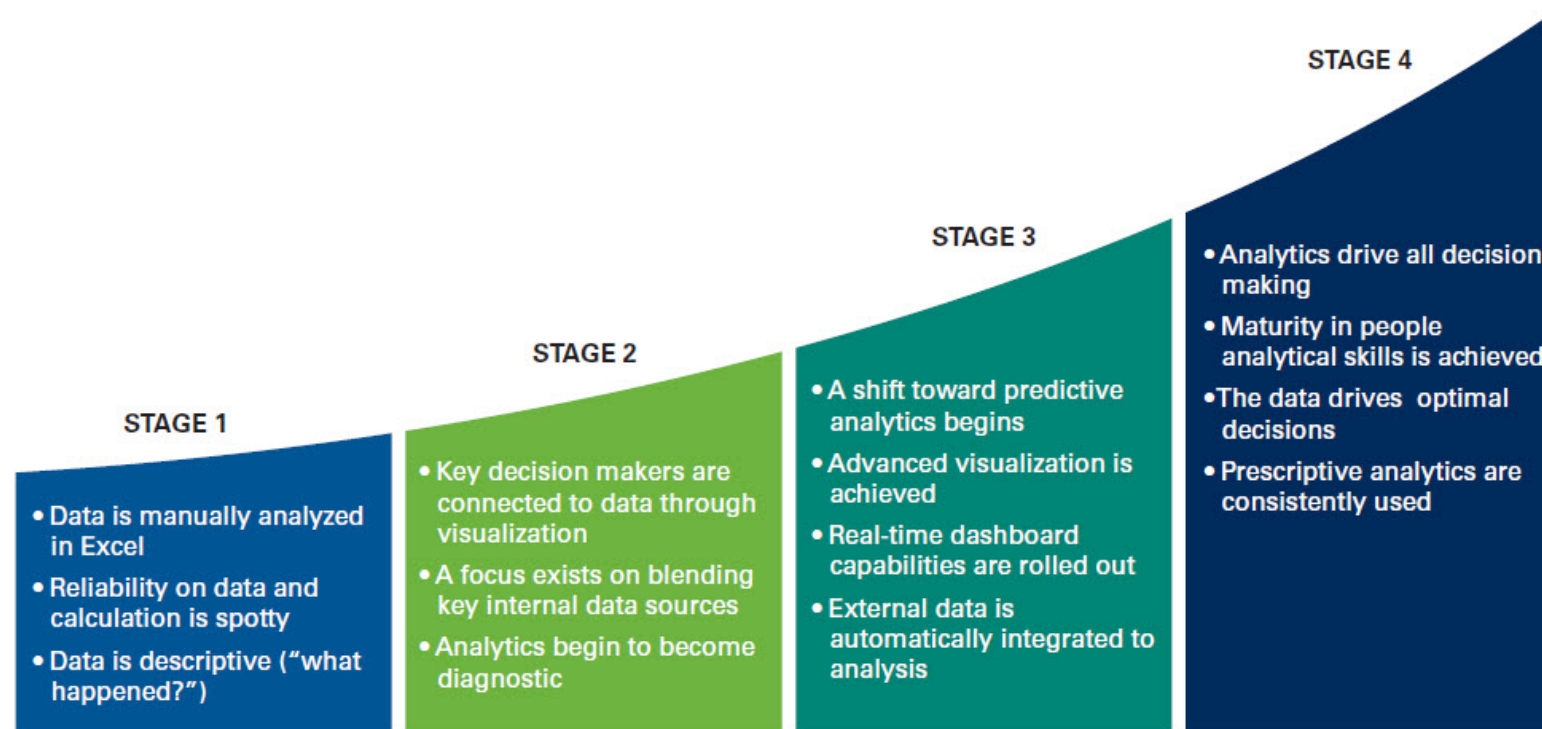 STAGE 1
• Data is manually analyzed
in Excel
• Reliability on data and
calculation is spotty
• Data is descriptive (“what
happened?”)
STAGE 2
• Key decision makers are
connected to data through
visualization
• A focus exists on blending
key internal data sources
• Analytics begin to become
diagnostic
STAGE 3
• A shift toward predictive
analytics begins
• Advanced visualization is
achieved
• Real-time dashboard
capabilities are rolled out
• External data is
automatically integrated to
analysis
STAGE 4
• Analytics drive all decision
making
• Maturity in people
analytical skills is achieved
•The data drives  optimal
decisions
• Prescriptive analytics are
consistently used